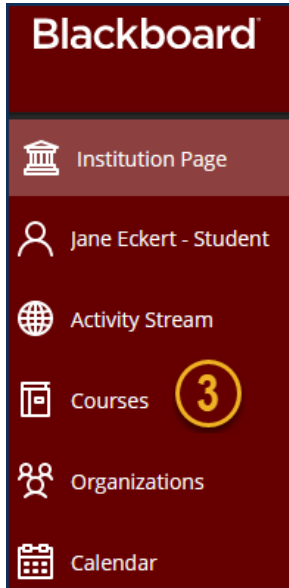 Blackboard
Institution Page
Jane Eckert - Student
Activity Stream
Courses 3
Organizations
Calendar